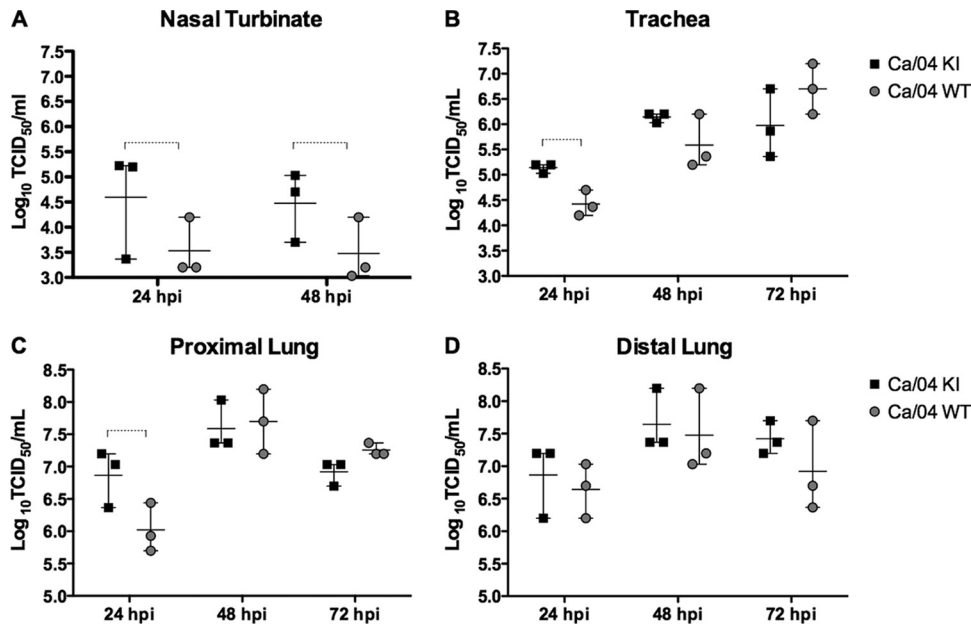 A
Nasal Turbinate
Log10 TCID50/ml
7.5
7.0
6.5
6.0
5.5
5.0
4.5
4.0
3.5
3.0
24 hpi
48 hpi
B
Trachea
Log10 TCID50/mL
7.5
7.0
6.5
6.0
5.5
5.0
4.5
4.0
3.5
3.0
24 hpi
48 hpi
72 hpi
Ca/04 KI
Ca/04 WT
C
Proximal Lung
Log10TCID50/mL
8.5
8.0
7.5
7.0
6.5
6.0
5.5
5.0
24 hpi
48 hpi
72 hpi
D
Distal Lung
Log10TCID50/mL
8.5
8.0
7.5
7.0
6.5
6.0
5.5
5.0
24 hpi
48 hpi
72 hpi
Ca/04 KI
Ca/04 WT